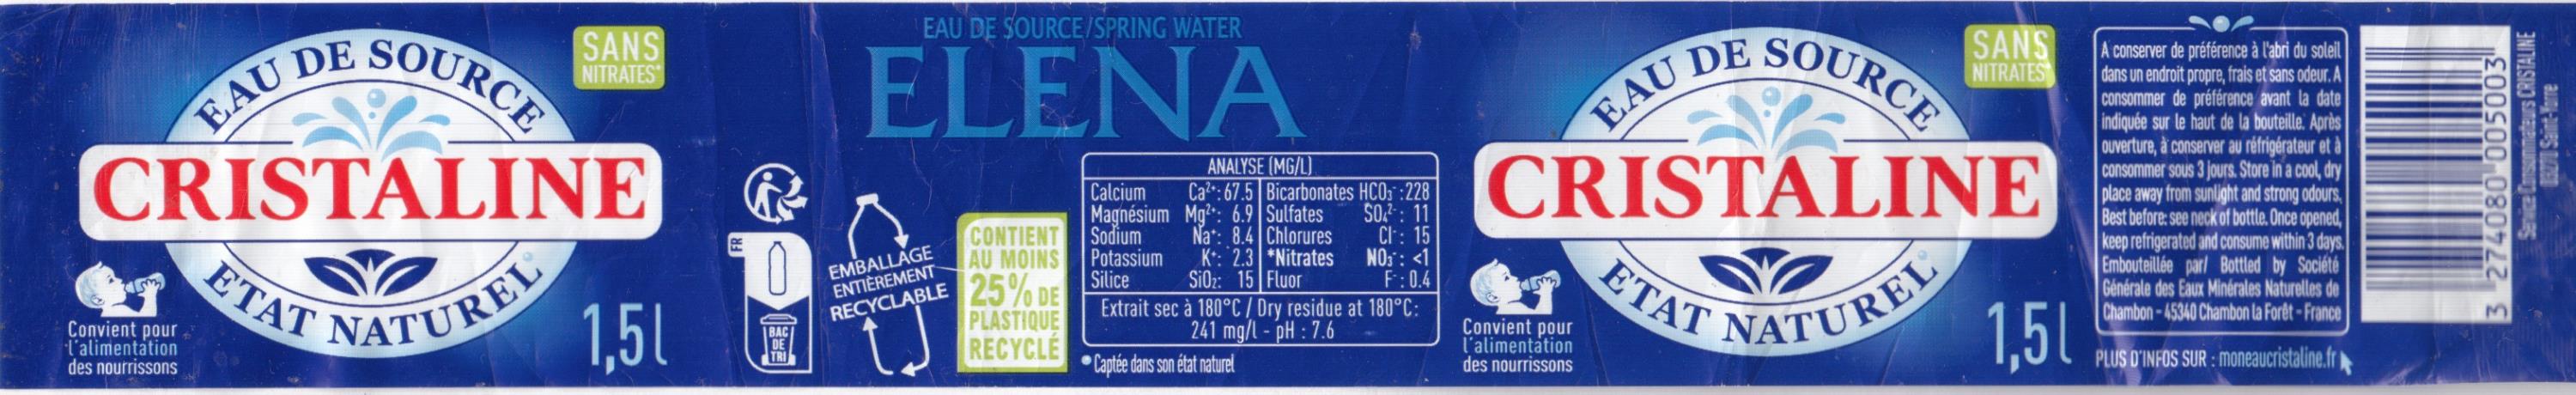 EAU DE SOURCE
CRISTALINE
ETAT NATUREL
SANS
NITRATES*
Convient pour
l'alimentation
des nourrissons
1,5 l
EAU DE SOURCE/SPRING WATER
ELENA
FR
BAC
DE
TRI
EMBALLAGE
ENTIÈREMENT
RECYCLABLE
CONTIENT
AU MOINS
25% DE
PLASTIQUE
RECYCLÉ
ANALYSE (MG/L)
Calcium Ca²⁺: 67.5 Bicarbonates HCO₃⁻: 228
Magnésium Mg²⁺: 6.9 Sulfates SO₄²⁻: 11
Sodium Na⁺: 8.4 Chlorures Cl⁻: 15
Potassium K⁺: 2.3 *Nitrates NO₃⁻: <1
Silice SiO₂: 15 Fluor F⁻: 0.4
Extrait sec à 180°C / Dry residue at 180°C:
241 mg/l - pH : 7.6
* Captée dans son état naturel
EAU DE SOURCE
CRISTALINE
ETAT NATUREL
SANS
NITRATES*
Convient pour
l'alimentation
des nourrissons
1,5 l
A conserver de préférence à l'abri du soleil
dans un endroit propre, frais et sans odeur. A
consommer de préférence avant la date
indiquée sur le haut de la bouteille. Après
ouverture, à conserver au réfrigérateur et à
consommer sous 3 jours. Store in a cool, dry
place away from sunlight and strong odours,
Best before: see neck of bottle. Once opened,
keep refrigerated and consume within 3 days.
Embouteillée par/ Bottled by Société
Générale des Eaux Minérales Naturelles de
Chambon - 45340 Chambon la Forêt - France
PLUS D'INFOS SUR : moneaucristaline.fr
3 274080 005003
Service Consommateurs CRISTALINE
03270 Saint-Yorre